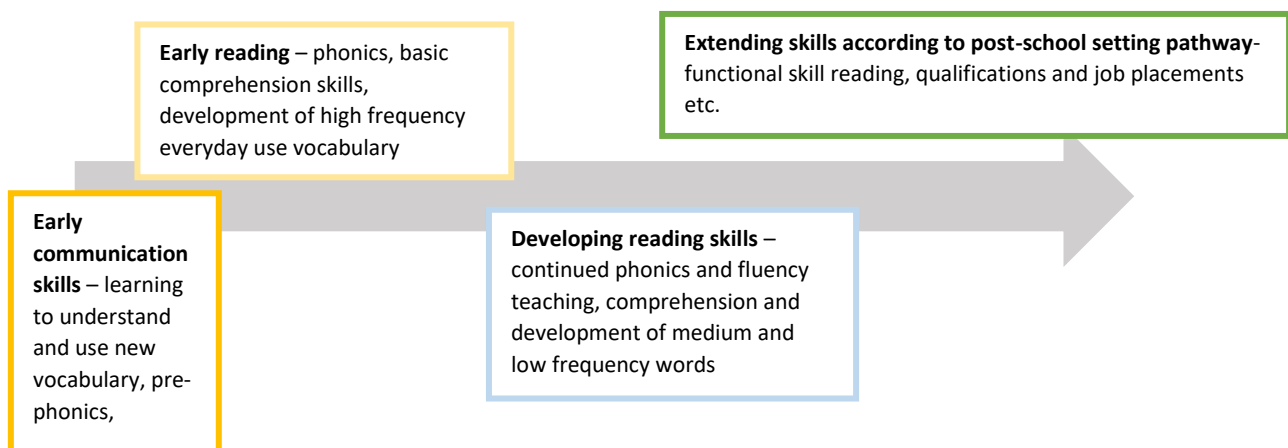 Early
communication
skills – learning
to understand
and use new
vocabulary, pre-
phonics,
Early reading – phonics, basic
comprehension skills,
development of high frequency
everyday use vocabulary
Developing reading skills –
continued phonics and fluency
teaching, comprehension and
development of medium and
low frequency words
Extending skills according to post-school setting pathway-
functional skill reading, qualifications and job placements
etc.